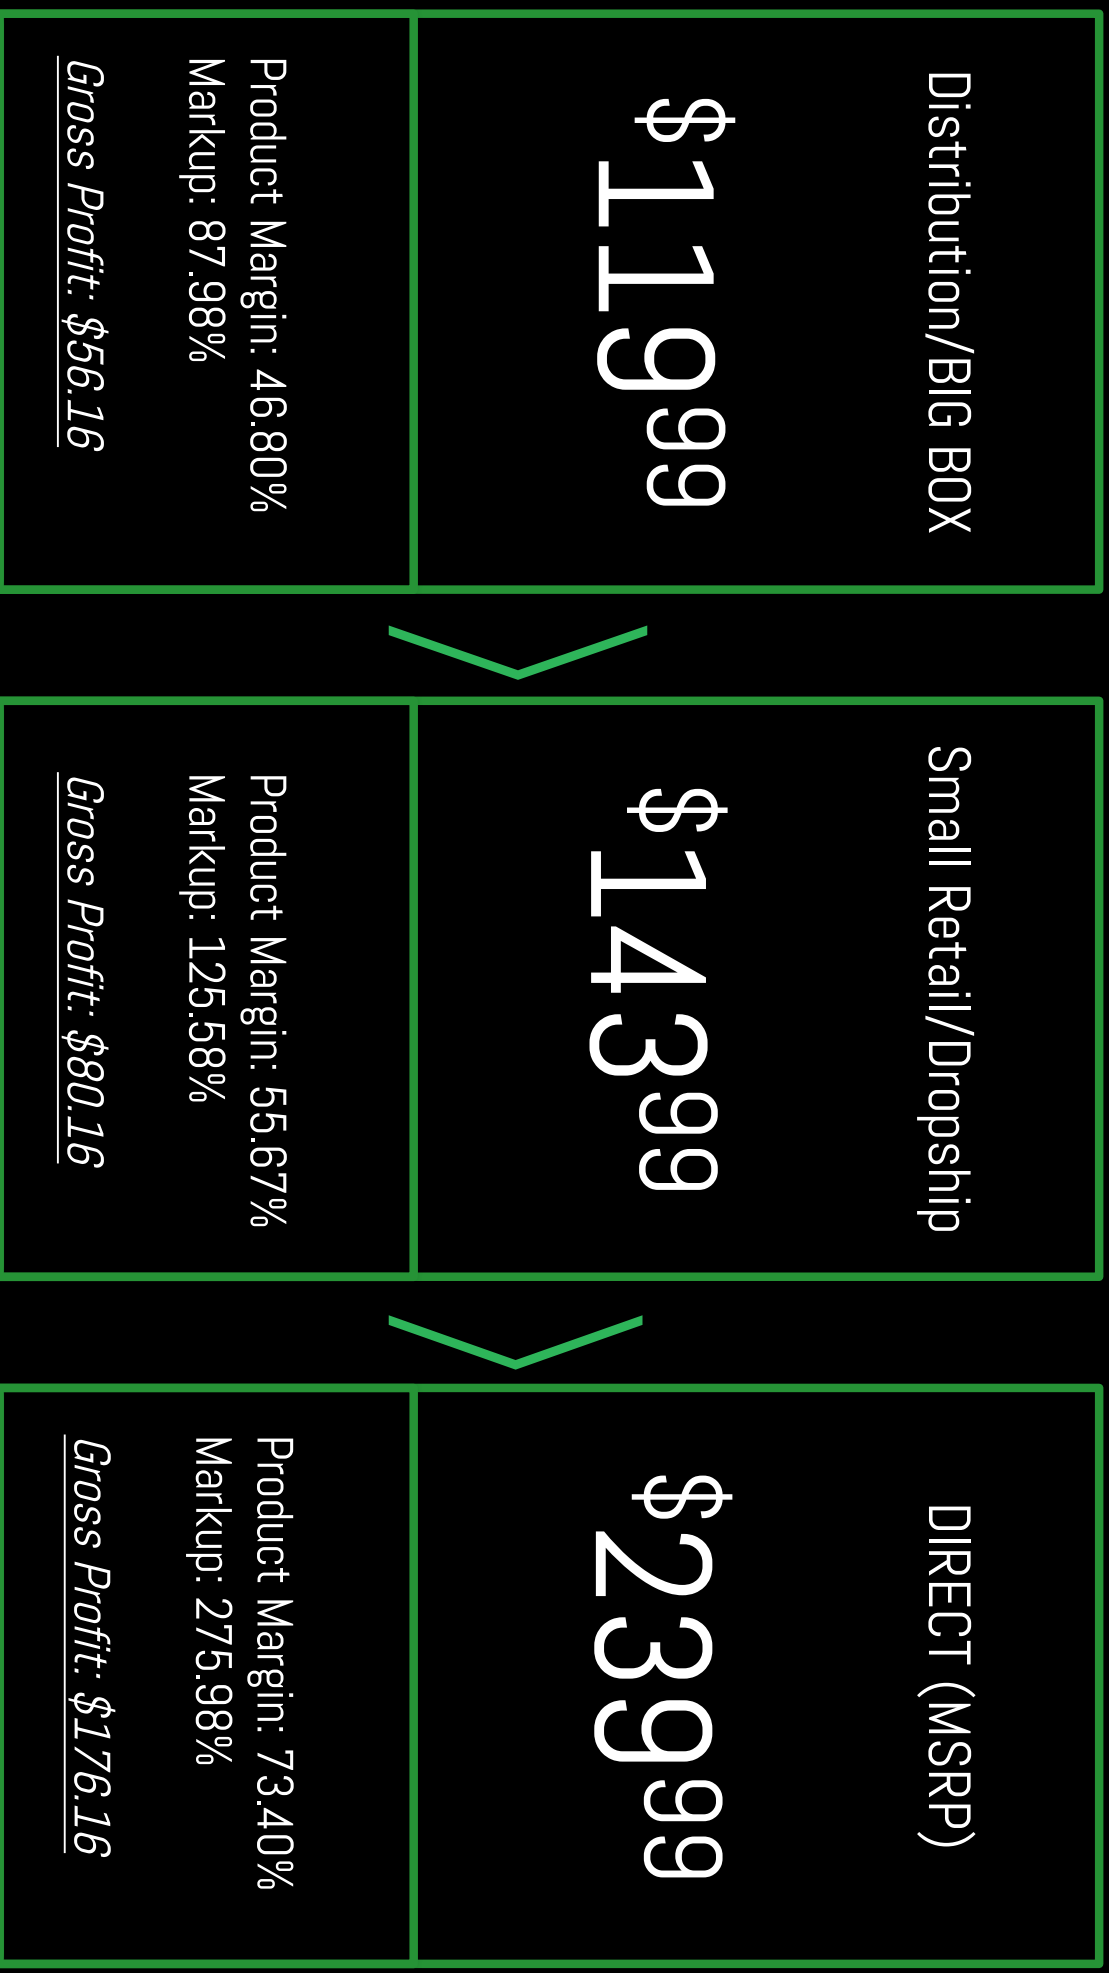 Distribution/BIG BOX
$11999
Product Margin: 46.80%
Markup: 87.98%
Gross Profit: $56.16
Small Retail/Dropship
$14399
Product Margin: 55.67%
Markup: 125.58%
Gross Profit: $80.16
DIRECT (MSRP)
$23999
Product Margin: 73.40%
Markup: 275.98%
Gross Profit: $176.16